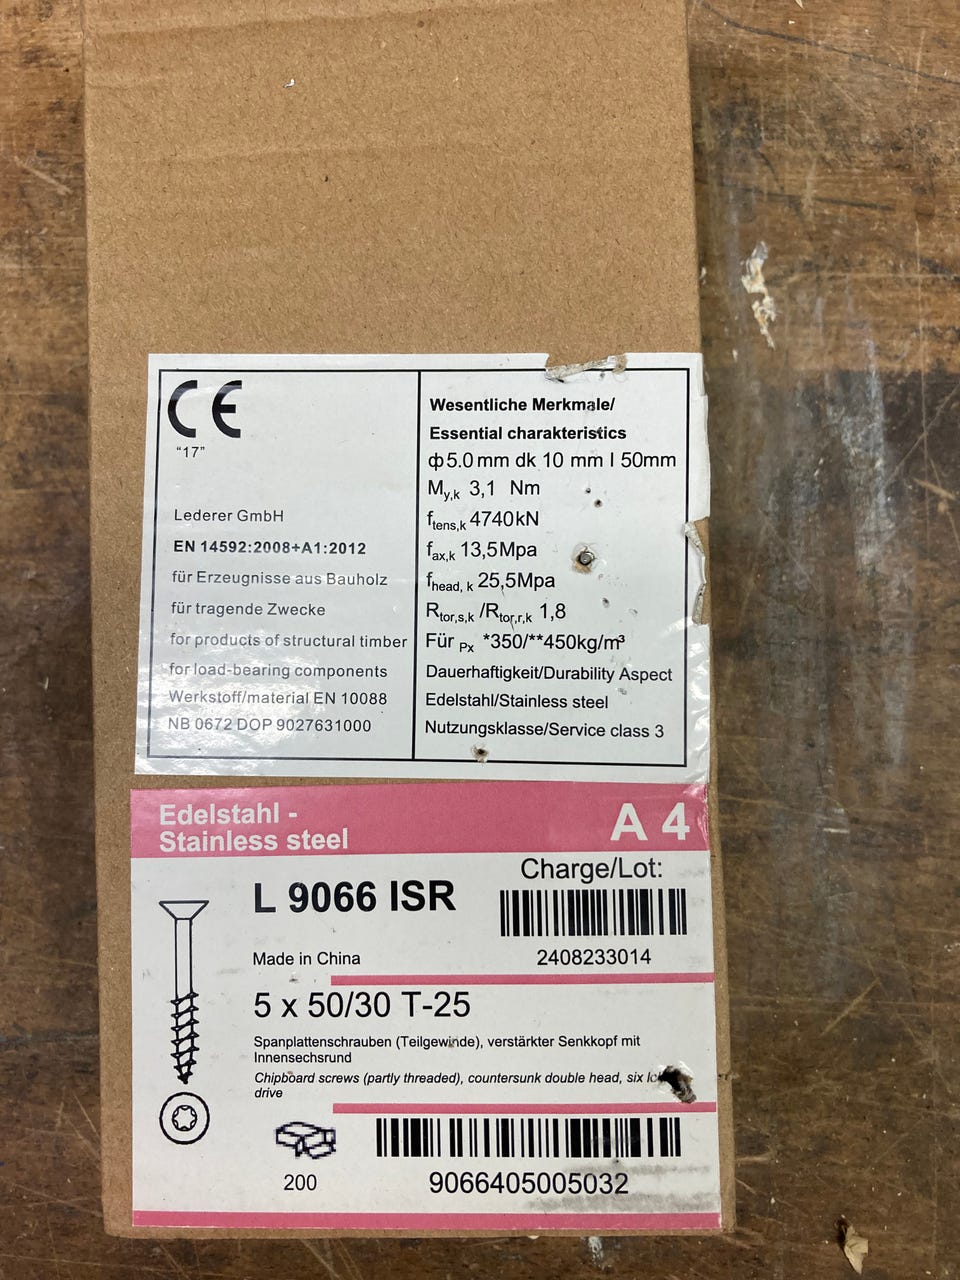 CE
"17"
Lederer GmbH
EN 14592:2008+A1:2012
für Erzeugnisse aus Bauholz
für tragende Zwecke
for products of structural timber
for load-bearing components
Werkstoff/material EN 10088
NB 0672 DOP 9027631000
Wesentliche Merkmale/
Essential charakteristics
ф5.0 mm dk 10 mm l 50mm
My,k 3,1 Nm
ftens,k 4740kN
fax,k 13,5Mpa
fhead, k 25,5Mpa
Rtor,s,k /Rtor,r,k 1,8
Für Px *350/**450kg/m³
Dauerhaftigkeit/Durability Aspect
Edelstahl/Stainless steel
Nutzungsklasse/Service class 3
Edelstahl -
Stainless steel
A 4
L 9066 ISR
Charge/Lot:
Made in China
2408233014
5 x 50/30 T-25
Spanplattenschrauben (Teilgewinde), verstärkter Senkkopf mit
Innensechsrund
Chipboard screws (partly threaded), countersunk double head, six
drive
200
9066405005032